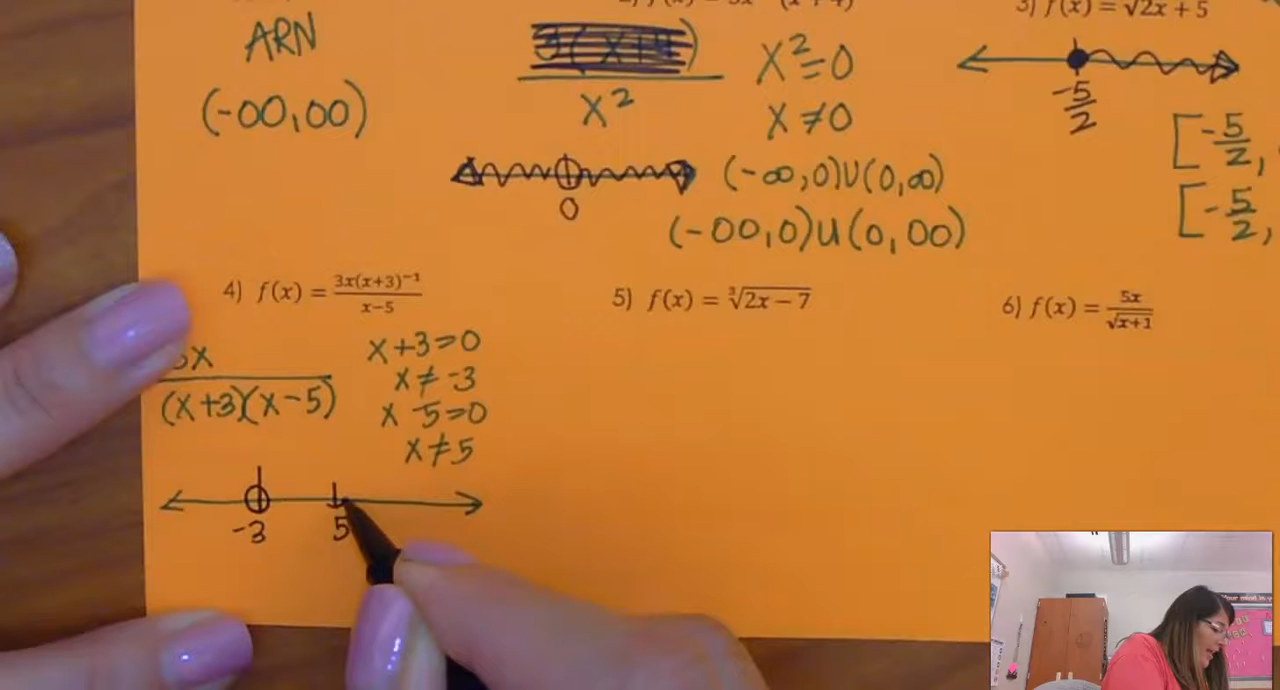 3) f(x) = √2x + 5
ARN
(-∞,∞)
x²
x²=0
x≠0
0
(-∞,0)U(0,∞)
(-∞,0)U(0,∞)
-5/2
[-5/2,
[-5/2,
4) f(x) = 3x(x+3)⁻¹/x−5
(x+3)(x-5)
x+3=0
x≠-3
x-5=0
x≠5
-3 5
5) f(x) = ∛2x − 7
6) f(x) = 5x/√x+1